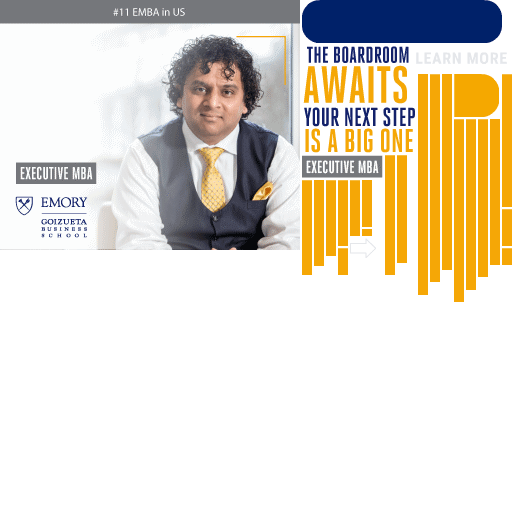 #11 EMBA in US
EXECUTIVE MBA
EMORY
GOIZUETA
BUSINESS
SCHOOL
THE BOARDROOM
AWAITS
YOUR NEXT STEP
IS A BIG ONE
EXECUTIVE MBA
LEARN MORE